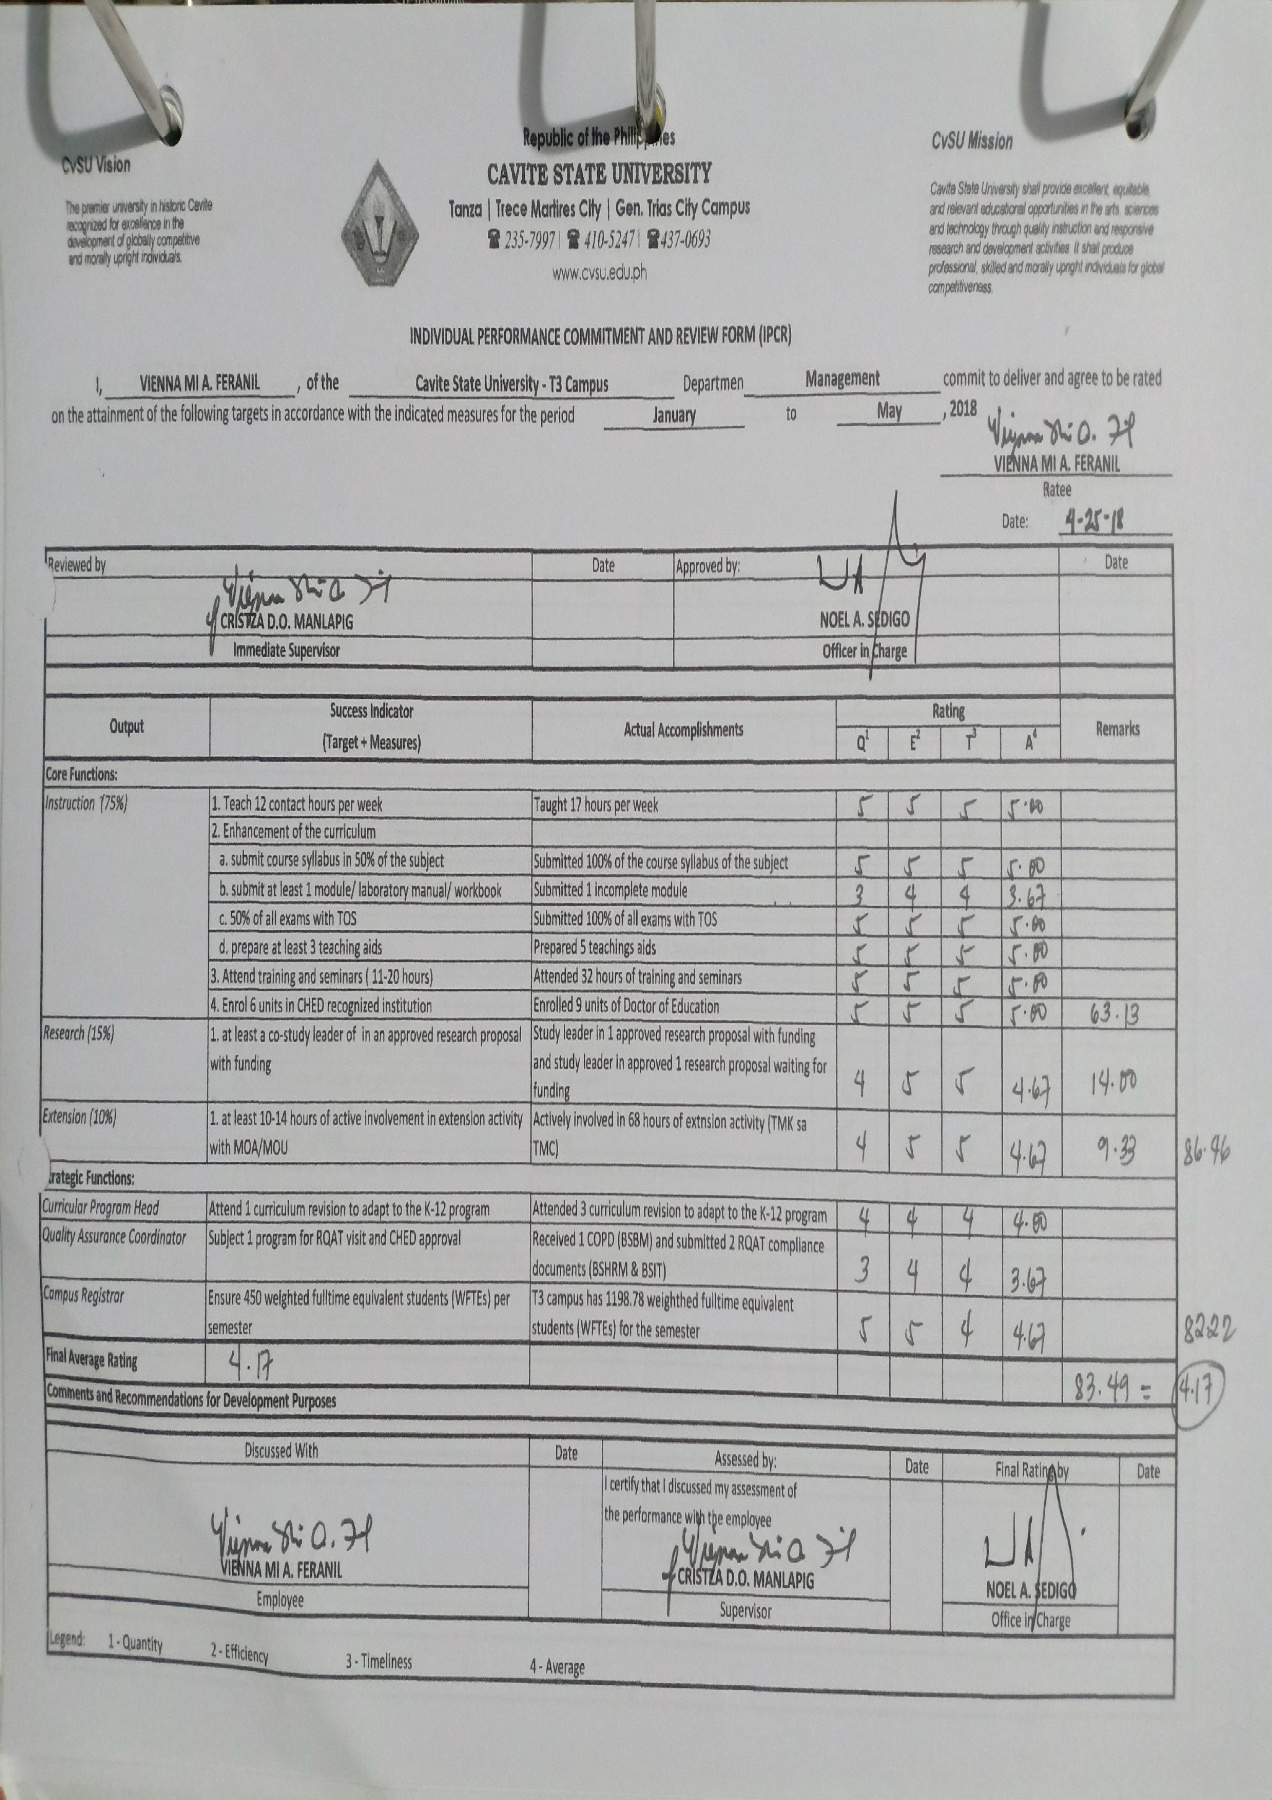 Republic of the Philip nes
CvSU Vision
The premier university in historic Cavite
recognized for excellence in the
development of globally competitive
and morally upright individuals.
CAVITE STATE UNIVERSITY
Tanza | Trece Martires City | Gen. Trias City Campus
☎ 235-7997| ☎ 410-5247| ☎437-0693
www.cvsu.edu.ph
CvSU Mission
Cavite State University shall provide excellent, equitable
and relevant educational opportunities in the arts, sciences
and technology through quality instruction and responsive
research and development activities. It shall produce
professional, skilled and morally upright individuals for global
competitiveness.
INDIVIDUAL PERFORMANCE COMMITMENT AND REVIEW FORM (IPCR)
I, VIENNA MI A. FERANIL , of the Cavite State University - T3 Campus Departmen Management commit to deliver and agree to be rated
on the attainment of the following targets in accordance with the indicated measures for the period January to May , 2018
VIENNA MI A. FERANIL
Ratee
Date: 4-25-18
Reviewed by Date Approved by: Date
CRISTZA D.O. MANLAPIG NOEL A. SEDIGO
Immediate Supervisor Officer in Charge
Output Success Indicator (Target + Measures) Actual Accomplishments Rating Remarks
Q1 E2 T3 A4
Core Functions:
Instruction (75%) 1. Teach 12 contact hours per week Taught 17 hours per week 5 5 5 5.00
2. Enhancement of the curriculum
a. submit course syllabus in 50% of the subject Submitted 100% of the course syllabus of the subject 5 5 5 5.00
b. submit at least 1 module/ laboratory manual/ workbook Submitted 1 incomplete module 3 4 4 3.67
c. 50% of all exams with TOS Submitted 100% of all exams with TOS 5 5 5 5.00
d. prepare at least 3 teaching aids Prepared 5 teachings aids 5 5 5 5.00
3. Attend training and seminars ( 11-20 hours) Attended 32 hours of training and seminars 5 5 5 5.00
4. Enrol 6 units in CHED recognized institution Enrolled 9 units of Doctor of Education 5 5 5 5.00 63.13
Research (15%) 1. at least a co-study leader of in an approved research proposal Study leader in 1 approved research proposal with funding
with funding and study leader in approved 1 research proposal waiting for
funding 4 5 5 4.67 14.00
Extension (10%) 1. at least 10-14 hours of active involvement in extension activity Actively involved in 68 hours of extnsion activity (TMK sa
with MOA/MOU TMC) 4 5 5 4.67 9.33 86.46
rategic Functions:
Curricular Program Head Attend 1 curriculum revision to adapt to the K-12 program Attended 3 curriculum revision to adapt to the K-12 program 4 4 4 4.00
Quality Assurance Coordinator Subject 1 program for RQAT visit and CHED approval Received 1 COPD (BSBM) and submitted 2 RQAT compliance
documents (BSHRM & BSIT) 3 4 4 3.67
Campus Registrar Ensure 450 weighted fulltime equivalent students (WFTEs) per T3 campus has 1198.78 weighthed fulltime equivalent
semester students (WFTEs) for the semester 5 5 4 4.67 82.22
Final Average Rating 4.17
83.49 = 4.17
Comments and Recommendations for Development Purposes
Discussed With Date Assessed by: Date Final Rating by Date
I certify that I discussed my assessment of
the performance with the employee
VIENNA MI A. FERANIL CRISTZA D.O. MANLAPIG NOEL A. SEDIGO
Employee Supervisor Office in Charge
Legend: 1 - Quantity 2 - Efficiency 3 - Timeliness 4 - Average